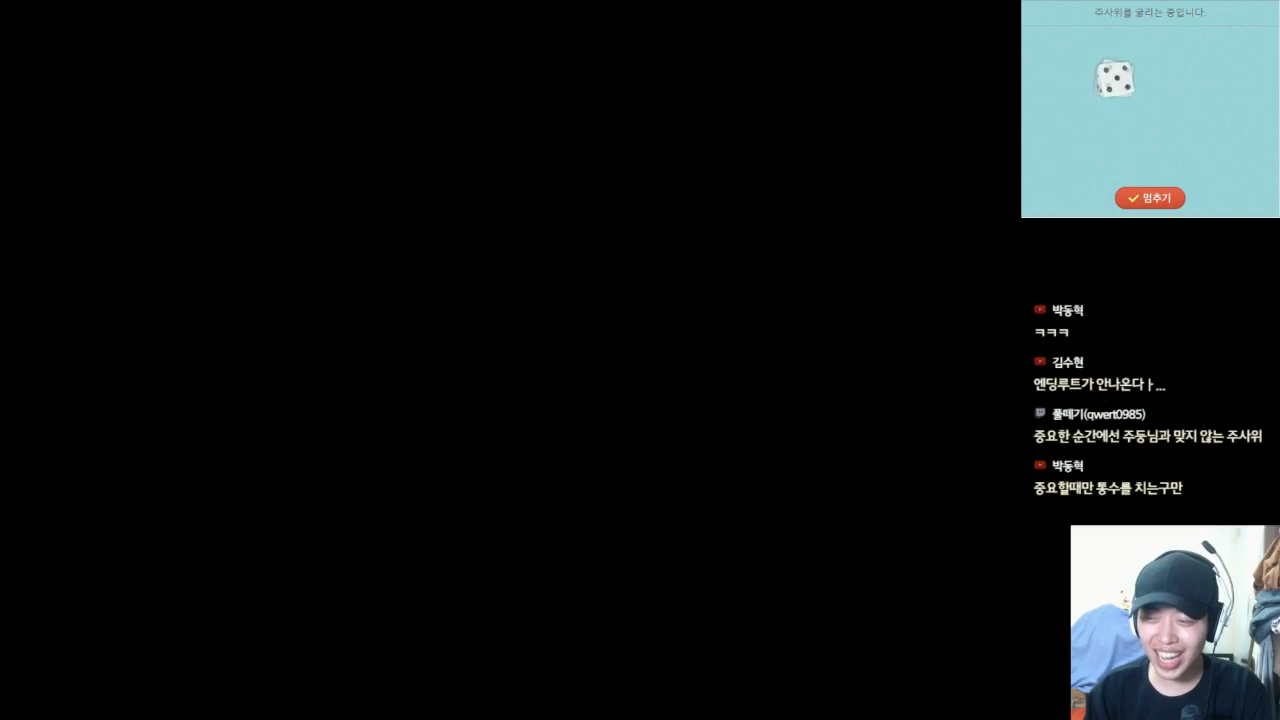 주사위를 굴리는 중입니다.
멈추기
박동혁
ㅋㅋㅋ
김수현
엔딩루트가 안나온다ㅏ...
풀떼기(qwert0985)
중요한 순간에선 주둥님과 맞지 않는 주사위
박동혁
중요할때만 통수를 치는구만